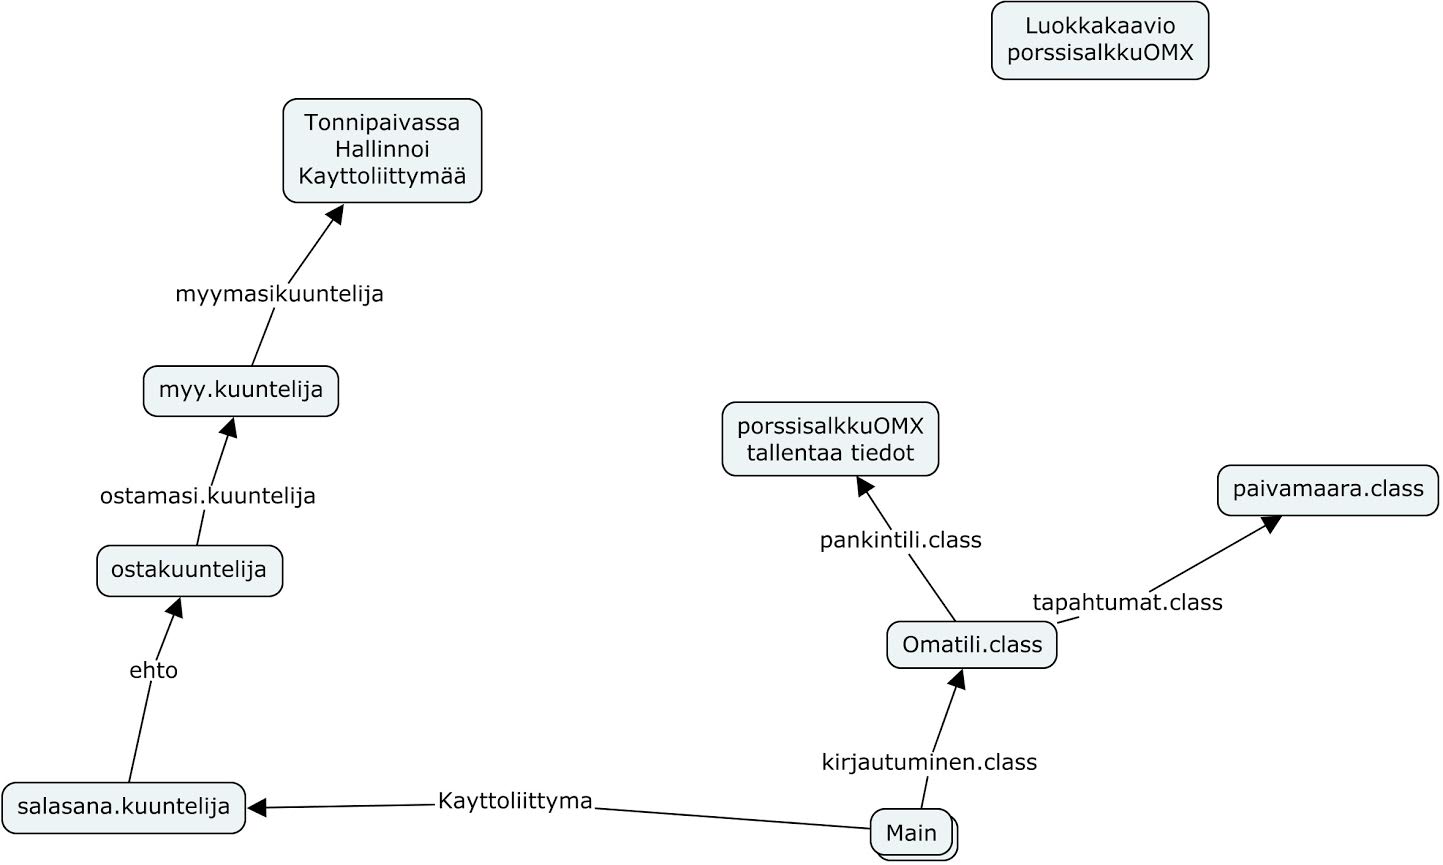 Luokkakaavio
porssisalkkuOMX
Tonnipaivassa
Hallinnoi
Kayttoliittymää
myymasikuuntelija
myy.kuuntelija
porssisalkkuOMX
tallentaa tiedot
paivamaara.class
ostamasi.kuuntelija
pankintili.class
ostakuuntelija
tapahtumat.class
Omatili.class
ehto
kirjautuminen.class
salasana.kuuntelija
Kayttoliittyma
Main